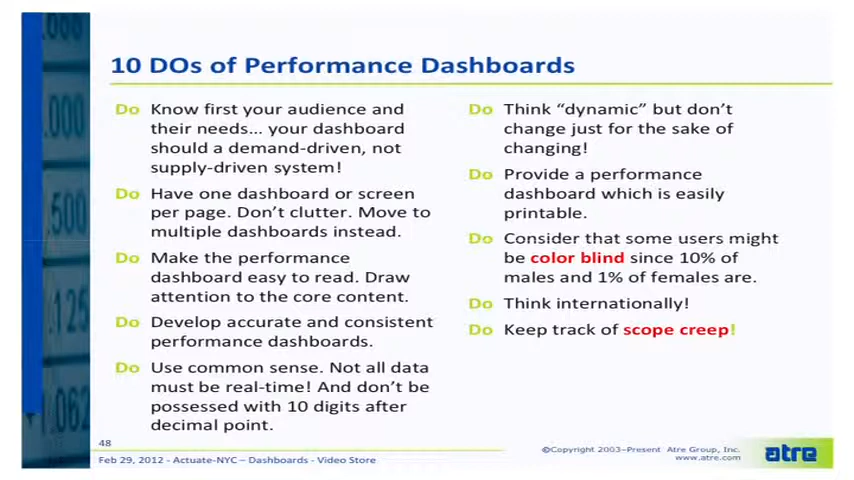 10 DOs of Performance Dashboards
Do Know first your audience and
their needs... your dashboard
should a demand-driven, not
supply-driven system!
Do Have one dashboard or screen
per page. Don't clutter. Move to
multiple dashboards instead.
Do Make the performance
dashboard easy to read. Draw
attention to the core content.
Do Develop accurate and consistent
performance dashboards.
Do Use common sense. Not all data
must be real-time! And don't be
possessed with 10 digits after
decimal point.
Do Think “dynamic” but don't
change just for the sake of
changing!
Do Provide a performance
dashboard which is easily
printable.
Do Consider that some users might
be color blind since 10% of
males and 1% of females are.
Do Think internationally!
Do Keep track of scope creep!
48
Feb 29, 2012 - Actuate-NYC – Dashboards - Video Store
©Copyright 2003–Present Atre Group, Inc.
www.atre.com
atre
.000
.500
.125
1.062